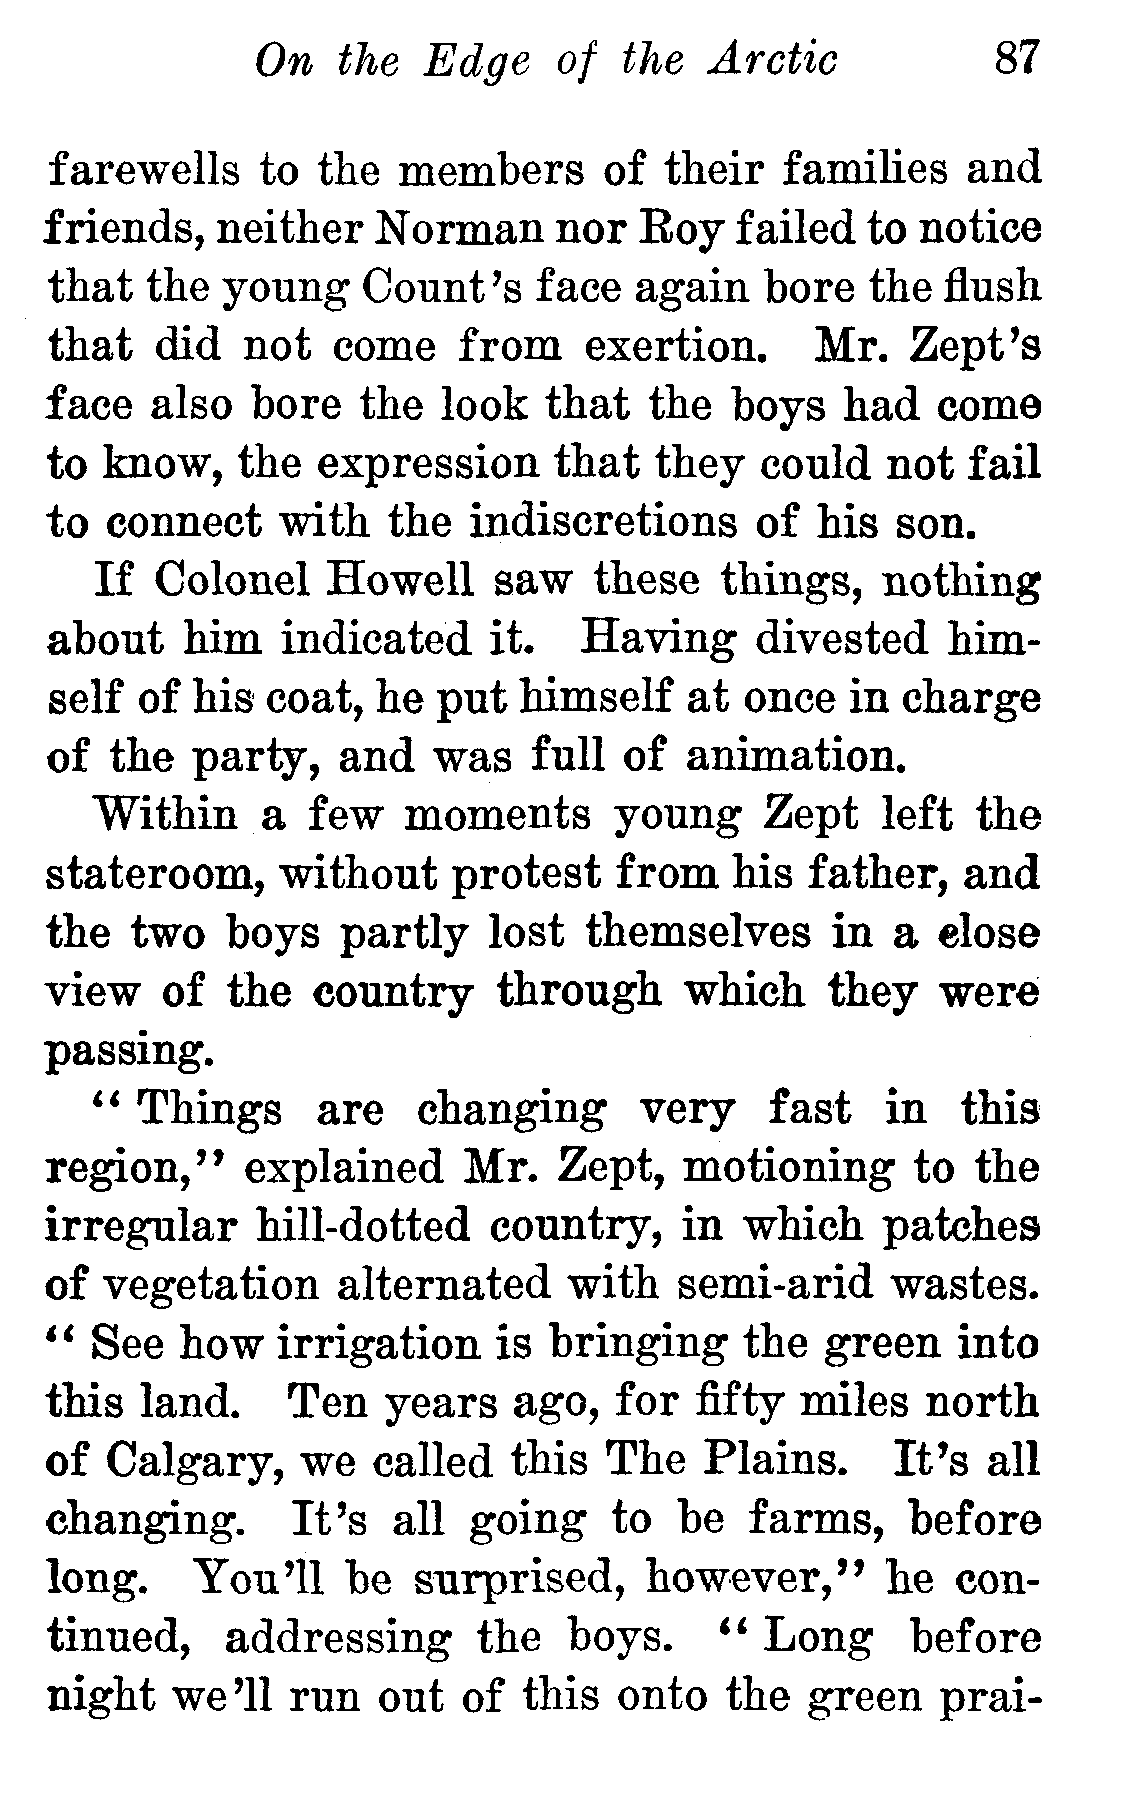 On the Edge of the Arctic 87
farewells to the members of their families and
friends, neither Norman nor Roy failed to notice
that the young Count's face again bore the flush
that did not come from exertion. Mr. Zept's
face also bore the look that the boys had come
to know, the expression that they could not fail
to connect with the indiscretions of his son.
If Colonel Howell saw these things, nothing
about him indicated it. Having divested him-
self of his coat, he put himself at once in charge
of the party, and was full of animation.
Within a few moments young Zept left the
stateroom, without protest from his father, and
the two boys partly lost themselves in a close
view of the country through which they were
passing.
"Things are changing very fast in this
region," explained Mr. Zept, motioning to the
irregular hill-dotted country, in which patches
of vegetation alternated with semi-arid wastes.
"See how irrigation is bringing the green into
this land. Ten years ago, for fifty miles north
of Calgary, we called this The Plains. It's all
changing. It's all going to be farms, before
long. You'll be surprised, however," he con-
tinued, addressing the boys. "Long before
night we'll run out of this onto the green prai-